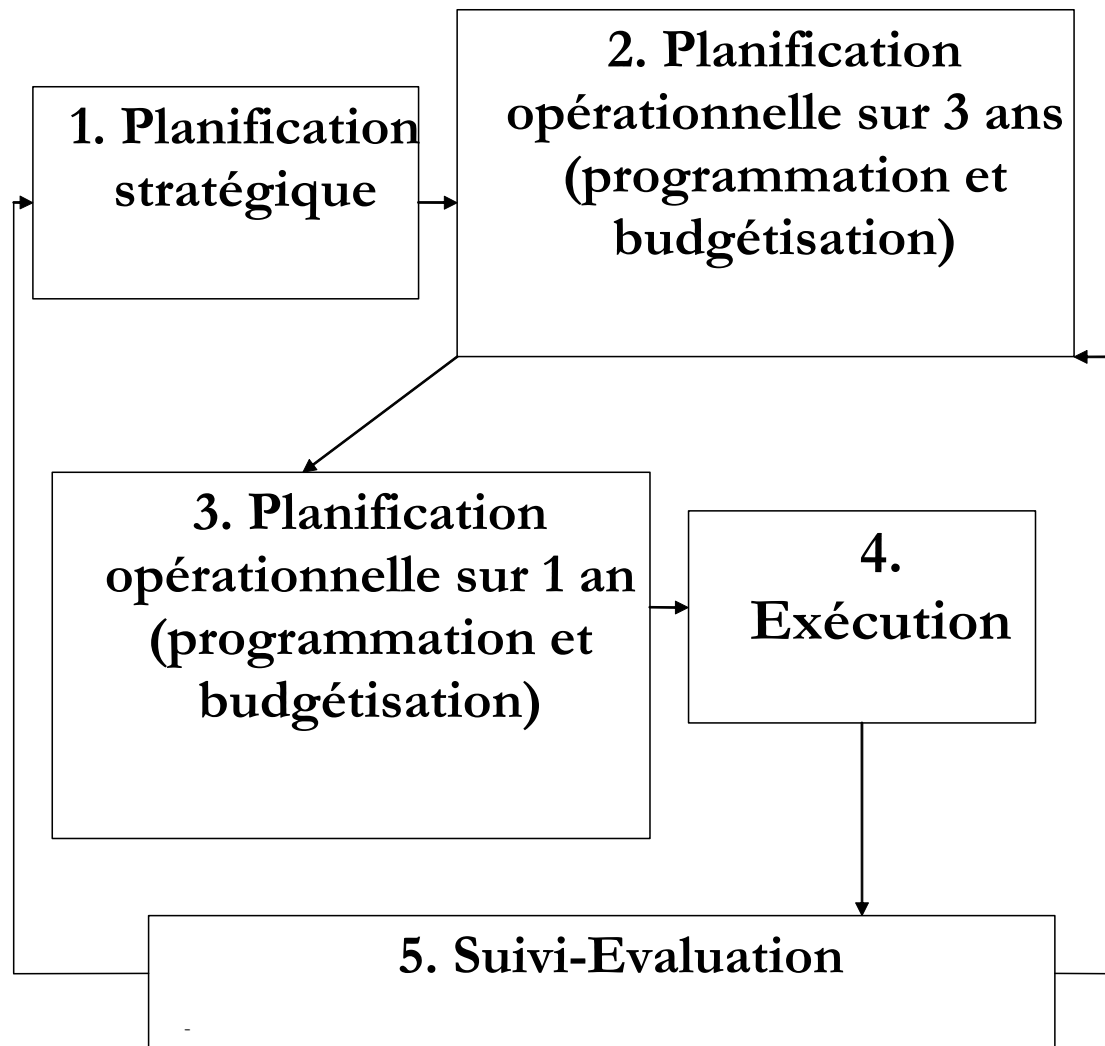 1. Planification
stratégique
2. Planification
opérationnelle sur 3 ans
(programmation et
budgétisation)
3. Planification
opérationnelle sur 1 an
(programmation et
budgétisation)
4.
Exécution
5. Suivi-Evaluation
-